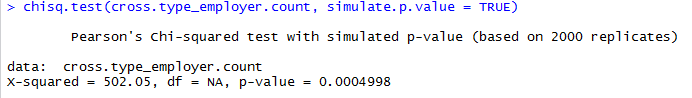 > chisq.test(cross.type_employer.count, simulate.p.value = TRUE)
Pearson's Chi-squared test with simulated p-value (based on 2000 replicates)
data:  cross.type_employer.count
X-squared = 502.05, df = NA, p-value = 0.0004998